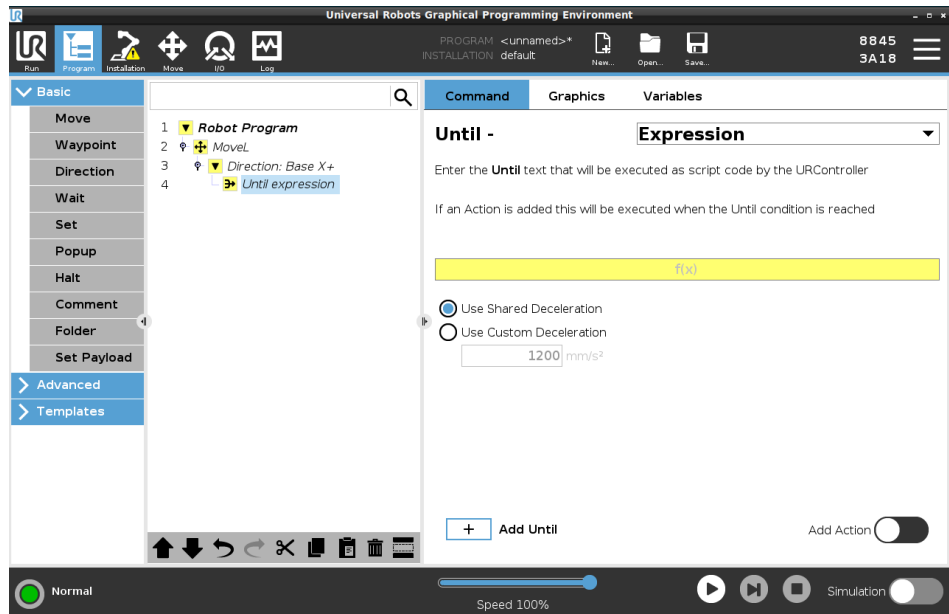 UR Universal Robots Graphical Programming Environment
UR
Run Program Installation Move I/O Log
PROGRAM <unnamed>*
INSTALLATION default
New... Open... Save...
8845
3A18
Basic
Move
Waypoint
Direction
Wait
Set
Popup
Halt
Comment
Folder
Set Payload
Advanced
Templates
1 Robot Program
2 MoveL
3 Direction: Base X+
4 Until expression
Command Graphics Variables
Until - Expression
Enter the Until text that will be executed as script code by the URController
If an Action is added this will be executed when the Until condition is reached
f(x)
Use Shared Deceleration
Use Custom Deceleration
1200 mm/s²
+ Add Until
Add Action
Normal
Speed 100%
Simulation